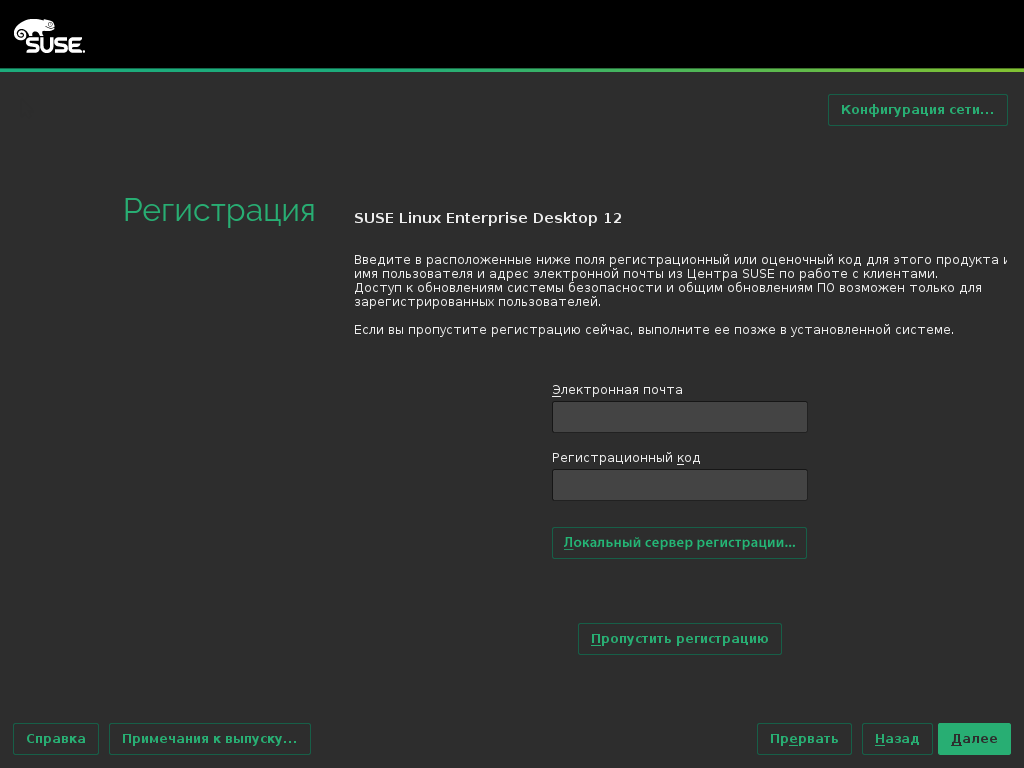 SUSE
Конфигурация сети...
Регистрация
SUSE Linux Enterprise Desktop 12
Введите в расположенные ниже поля регистрационный или оценочный код для этого продукта и
имя пользователя и адрес электронной почты из Центра SUSE по работе с клиентами.
Доступ к обновлениям системы безопасности и общим обновлениям ПО возможен только для
зарегистрированных пользователей.
Если вы пропустите регистрацию сейчас, выполните ее позже в установленной системе.
Электронная почта
Регистрационный код
Локальный сервер регистрации...
Пропустить регистрацию
Справка
Примечания к выпуску...
Прервать
Назад
Далее